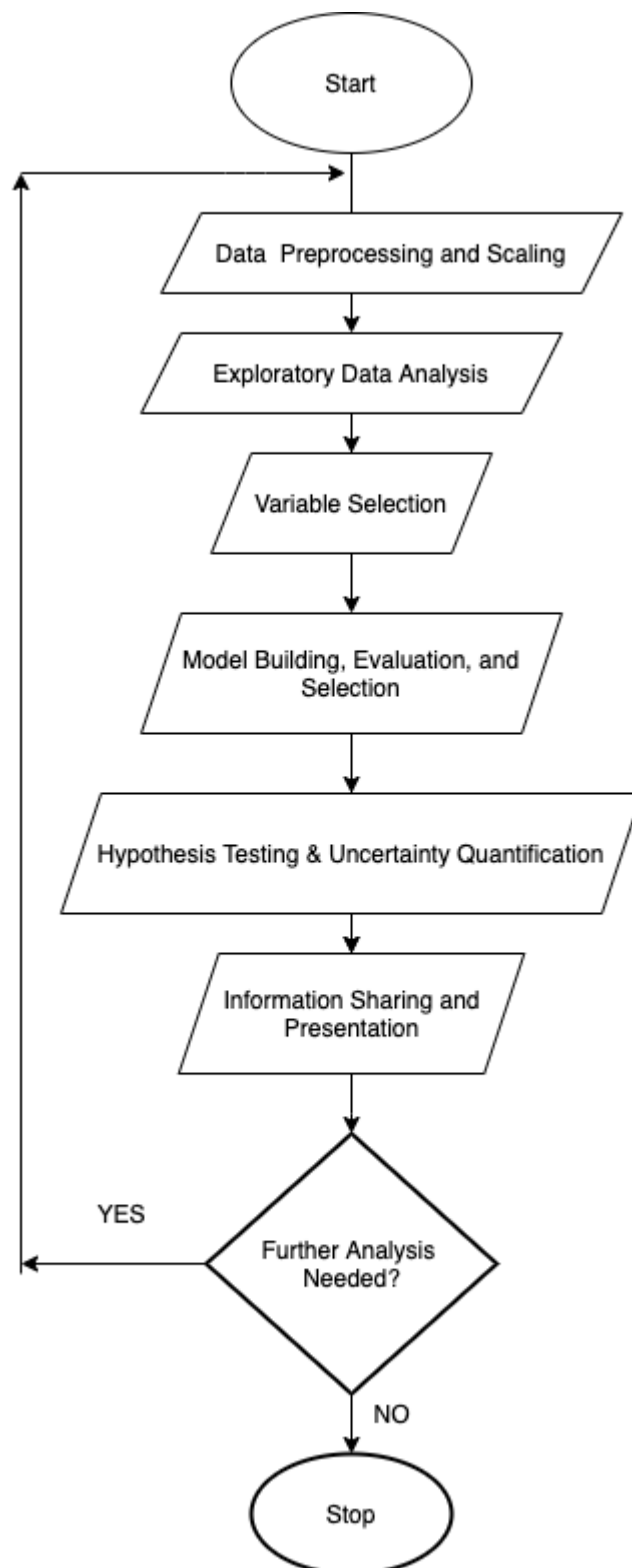 Start
Data  Preprocessing and Scaling
Exploratory Data Analysis
Variable Selection
Model Building, Evaluation, and
Selection
Hypothesis Testing & Uncertainty Quantification
Information Sharing and
Presentation
YES
Further Analysis
Needed?
NO
Stop